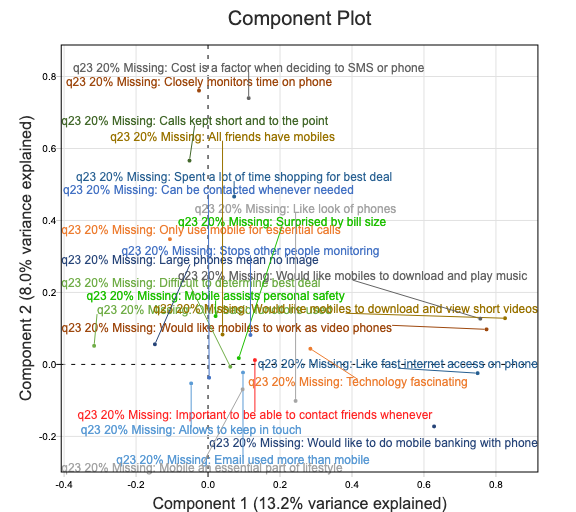 Component Plot
Component 2 (8.0% variance explained)
0.8
0.6
0.4
0.2
0.0
-0.2
q23 20% Missing: Cost is a factor when deciding to SMS or phone
q23 20% Missing: Closely monitors time on phone
q23 20% Missing: Calls kept short and to the point
q23 20% Missing: All friends have mobiles
q23 20% Missing: Spent a lot of time shopping for best deal
q23 20% Missing: Can be contacted whenever needed
q23 20% Missing: Like look of phones
q23 20% Missing: Surprised by bill size
q23 20% Missing: Only use mobile for essential calls
q23 20% Missing: Stops other people monitoring
q23 20% Missing: Large phones mean no image
q23 20% Missing: Would like mobiles to download and play music
q23 20% Missing: Difficult to determine best deal
q23 20% Missing: Mobile assists personal safety
q23 20% Missing:
q23 20% Missing: Would like mobiles to download and view short videos
q23 20% Missing: Would like mobiles to work as video phones
q23 20% Missing: Like fast internet access on phone
q23 20% Missing: Technology fascinating
q23 20% Missing: Important to be able to contact friends whenever
q23 20% Missing: Allows to keep in touch
q23 20% Missing: Would like to do mobile banking with phone
q23 20% Missing: Email used more than mobile
q23 20% Missing: Mobile an essential part of lifestyle
-0.4
-0.2
0.0
0.2
0.4
0.6
0.8
Component 1 (13.2% variance explained)